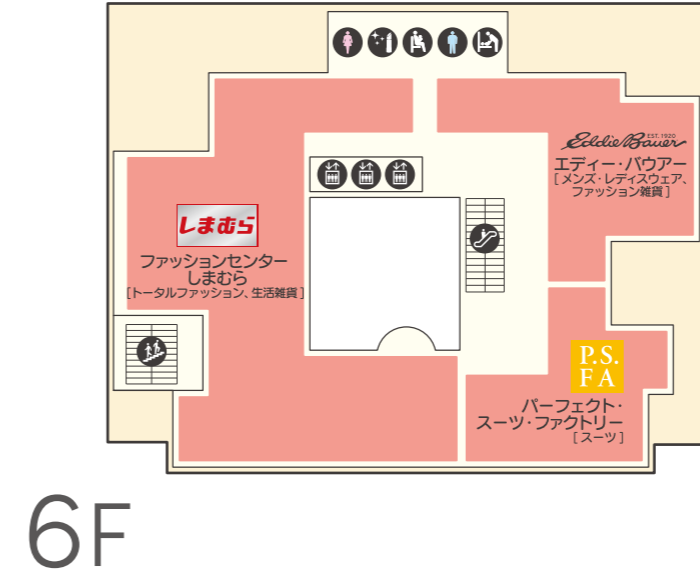 EST. 1920
Eddie Bauer
エディー・バウアー
[メンズ・レディスウェア、
ファッション雑貨]
しまむら
ファッションセンター
しまむら
[トータルファッション、生活雑貨]
P.S.
FA
パーフェクト・
スーツ・ファクトリー
[スーツ]
6F